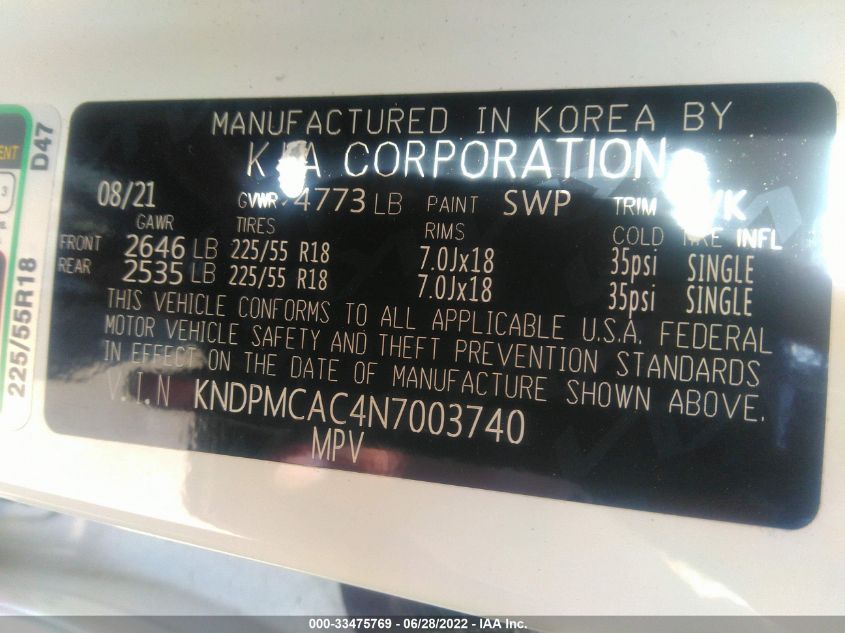 MANUFACTURED IN KOREA BY
KIA CORPORATION
08/21 GVWR 4773 LB PAINT SWP TRIM
GAWR TIRES RIMS COLD TIRE INFL
FRONT 2646 LB 225/55 R18 7.0Jx18 35psi SINGLE
REAR 2535 LB 225/55 R18 7.0Jx18 35psi SINGLE
THIS VEHICLE CONFORMS TO ALL APPLICABLE U.S.A. FEDERAL
MOTOR VEHICLE SAFETY AND THEFT PREVENTION STANDARDS
IN EFFECT ON THE DATE OF MANUFACTURE SHOWN ABOVE.
V.I.N KNDPMCAC4N7003740
MPV
D47
225/55R18
3
000-33475769 - 06/28/2022 - IAA Inc.